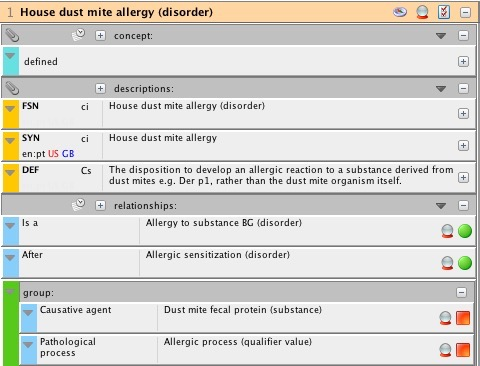 1 House dust mite allergy (disorder)
concept:
defined
descriptions:
FSN ci House dust mite allergy (disorder)
SYN ci House dust mite allergy
en:pt US GB
DEF Cs The disposition to develop an allergic reaction to a substance derived from
dust mites e.g. Der p1, rather than the dust mite organism itself.
relationships:
Is a Allergy to substance BG (disorder)
After Allergic sensitization (disorder)
group:
Causative agent Dust mite fecal protein (substance)
Pathological Allergic process (qualifier value)
process